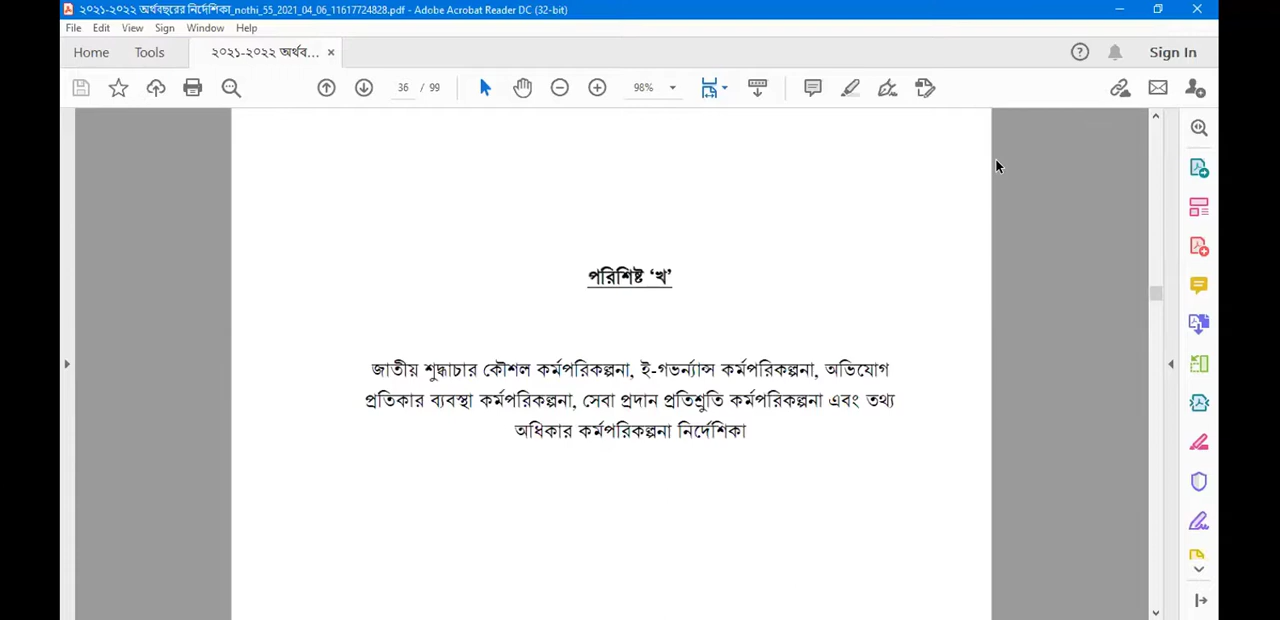 ২০২১-২০২২ অর্থবছরের নির্দেশিকা_nothi_55_2021_04_06_11617724828.pdf - Adobe Acrobat Reader DC (32-bit)
File Edit View Sign Window Help
Home Tools ২০২১-২০২২ অর্থব... × Sign In
36 / 99 98%
পরিশিষ্ট ‘খ’
জাতীয় শুদ্ধাচার কৌশল কর্মপরিকল্পনা, ই-গভর্ন্যান্স কর্মপরিকল্পনা, অভিযোগ
প্রতিকার ব্যবস্থা কর্মপরিকল্পনা, সেবা প্রদান প্রতিশ্রুতি কর্মপরিকল্পনা এবং তথ্য
অধিকার কর্মপরিকল্পনা নির্দেশিকা